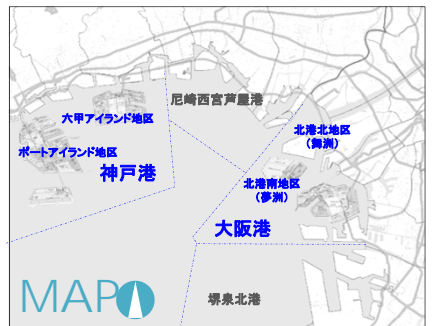 尼崎西宮芦屋港
六甲アイランド地区
北港北地区
(舞洲)
ポートアイランド地区
神戸港
北港南地区
(夢洲)
大阪港
堺泉北港
MAP